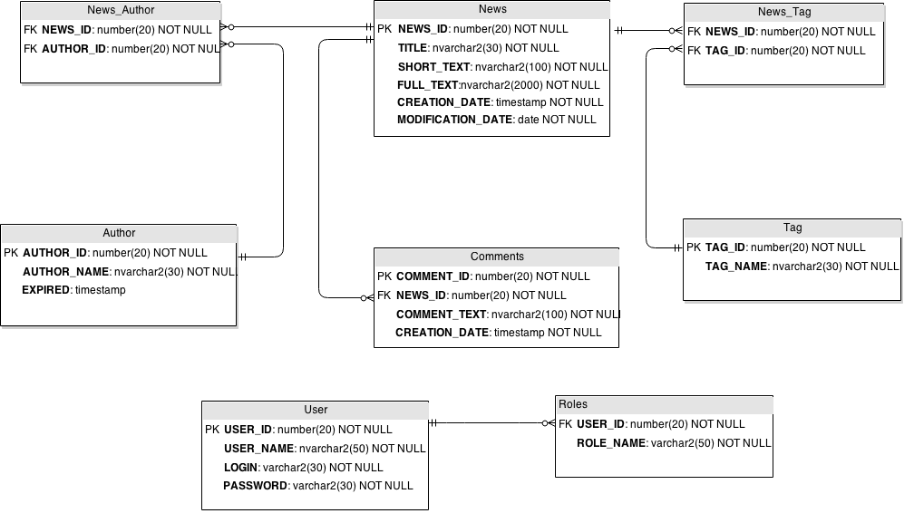 News_Author
FK NEWS_ID: number(20) NOT NULL
FK AUTHOR_ID: number(20) NOT NUL
News
PK NEWS_ID: number(20) NOT NULL
TITLE: nvarchar2(30) NOT NULL
SHORT_TEXT: nvarchar2(100) NOT NULL
FULL_TEXT:nvarchar2(2000) NOT NULL
CREATION_DATE: timestamp NOT NULL
MODIFICATION_DATE: date NOT NULL
News_Tag
FK NEWS_ID: number(20) NOT NULL
FK TAG_ID: number(20) NOT NULL
Author
PK AUTHOR_ID: number(20) NOT NULL
AUTHOR_NAME: nvarchar2(30) NOT NULL
EXPIRED: timestamp
Comments
PK COMMENT_ID: number(20) NOT NULL
FK NEWS_ID: number(20) NOT NULL
COMMENT_TEXT: nvarchar2(100) NOT NUL
CREATION_DATE: timestamp NOT NULL
Tag
PK TAG_ID: number(20) NOT NULL
TAG_NAME: nvarchar2(30) NOT NULL
User
PK USER_ID: number(20) NOT NULL
USER_NAME: nvarchar2(50) NOT NULL
LOGIN: varchar2(30) NOT NULL
PASSWORD: varchar2(30) NOT NULL
Roles
FK USER_ID: number(20) NOT NULL
ROLE_NAME: varchar2(50) NOT NULL